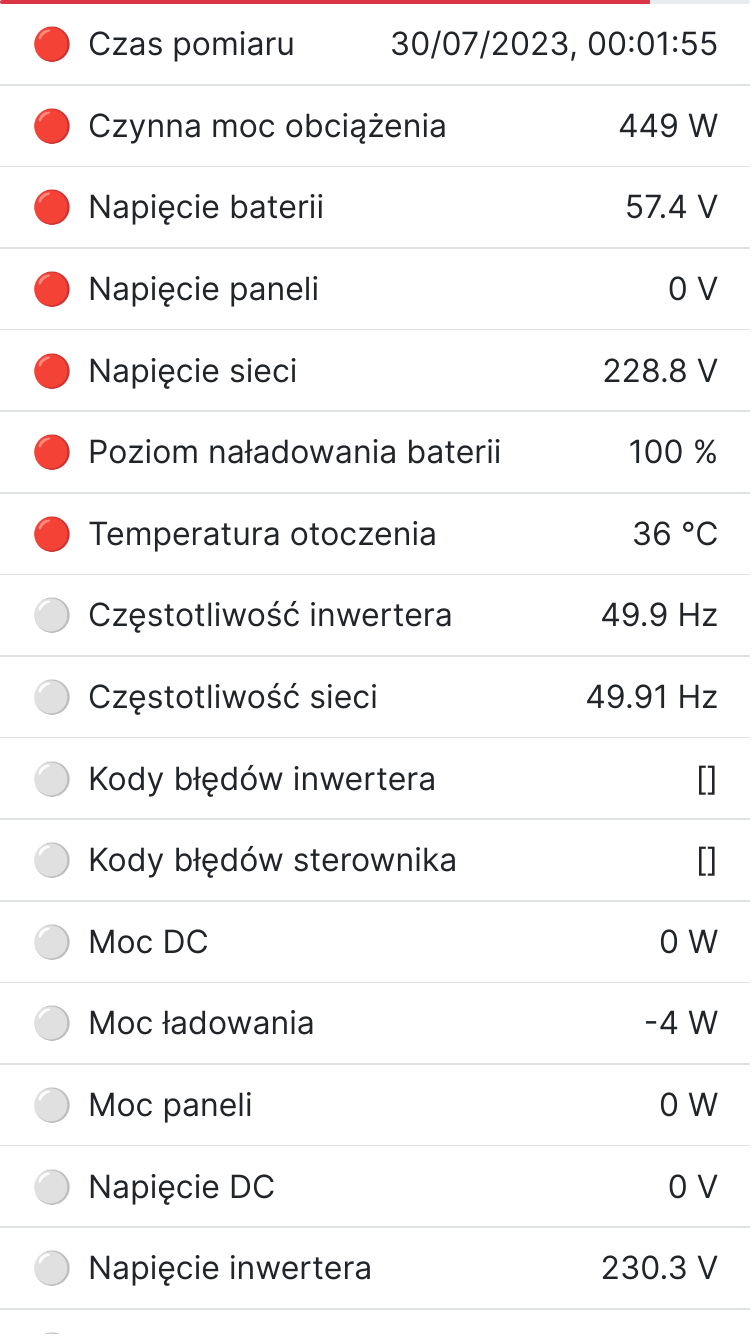 Czas pomiaru 30/07/2023, 00:01:55
Czynna moc obciążenia 449 W
Napięcie baterii 57.4 V
Napięcie paneli 0 V
Napięcie sieci 228.8 V
Poziom naładowania baterii 100 %
Temperatura otoczenia 36 °C
Częstotliwość inwertera 49.9 Hz
Częstotliwość sieci 49.91 Hz
Kody błędów inwertera []
Kody błędów sterownika []
Moc DC 0 W
Moc ładowania -4 W
Moc paneli 0 W
Napięcie DC 0 V
Napięcie inwertera 230.3 V